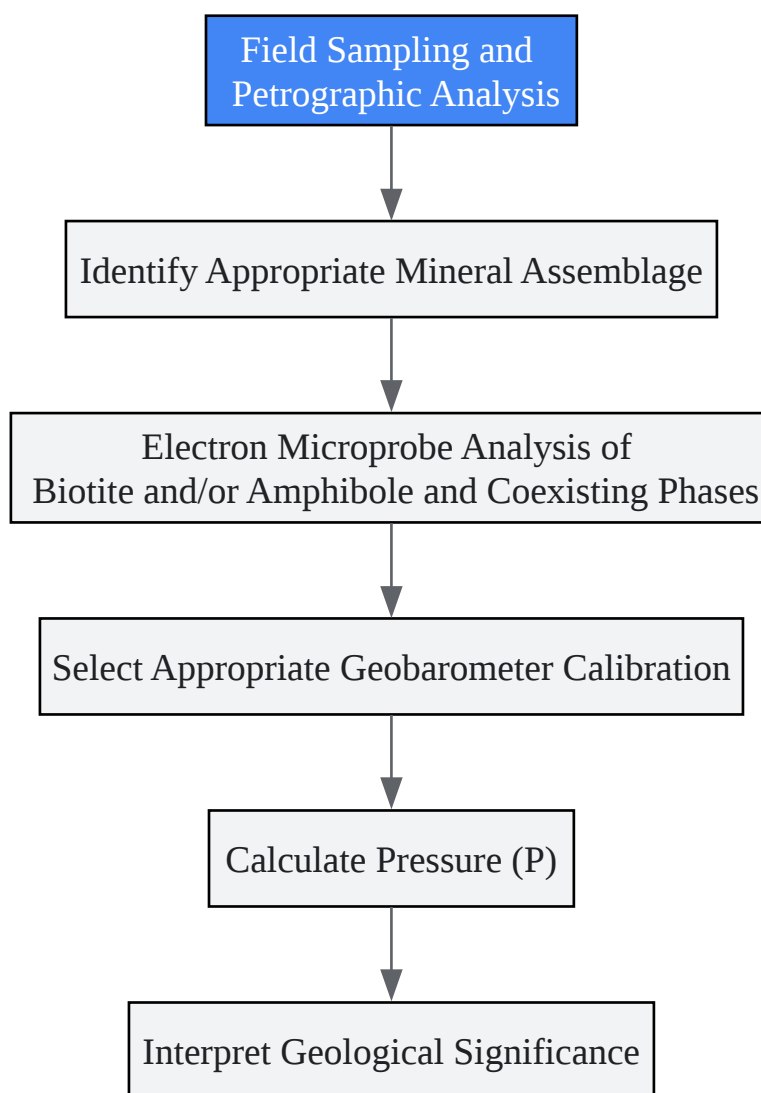 Field Sampling and
Petrographic Analysis
Identify Appropriate Mineral Assemblage
Electron Microprobe Analysis of
Biotite and/or Amphibole and Coexisting Phases
Select Appropriate Geobarometer Calibration
Calculate Pressure (P)
Interpret Geological Significance